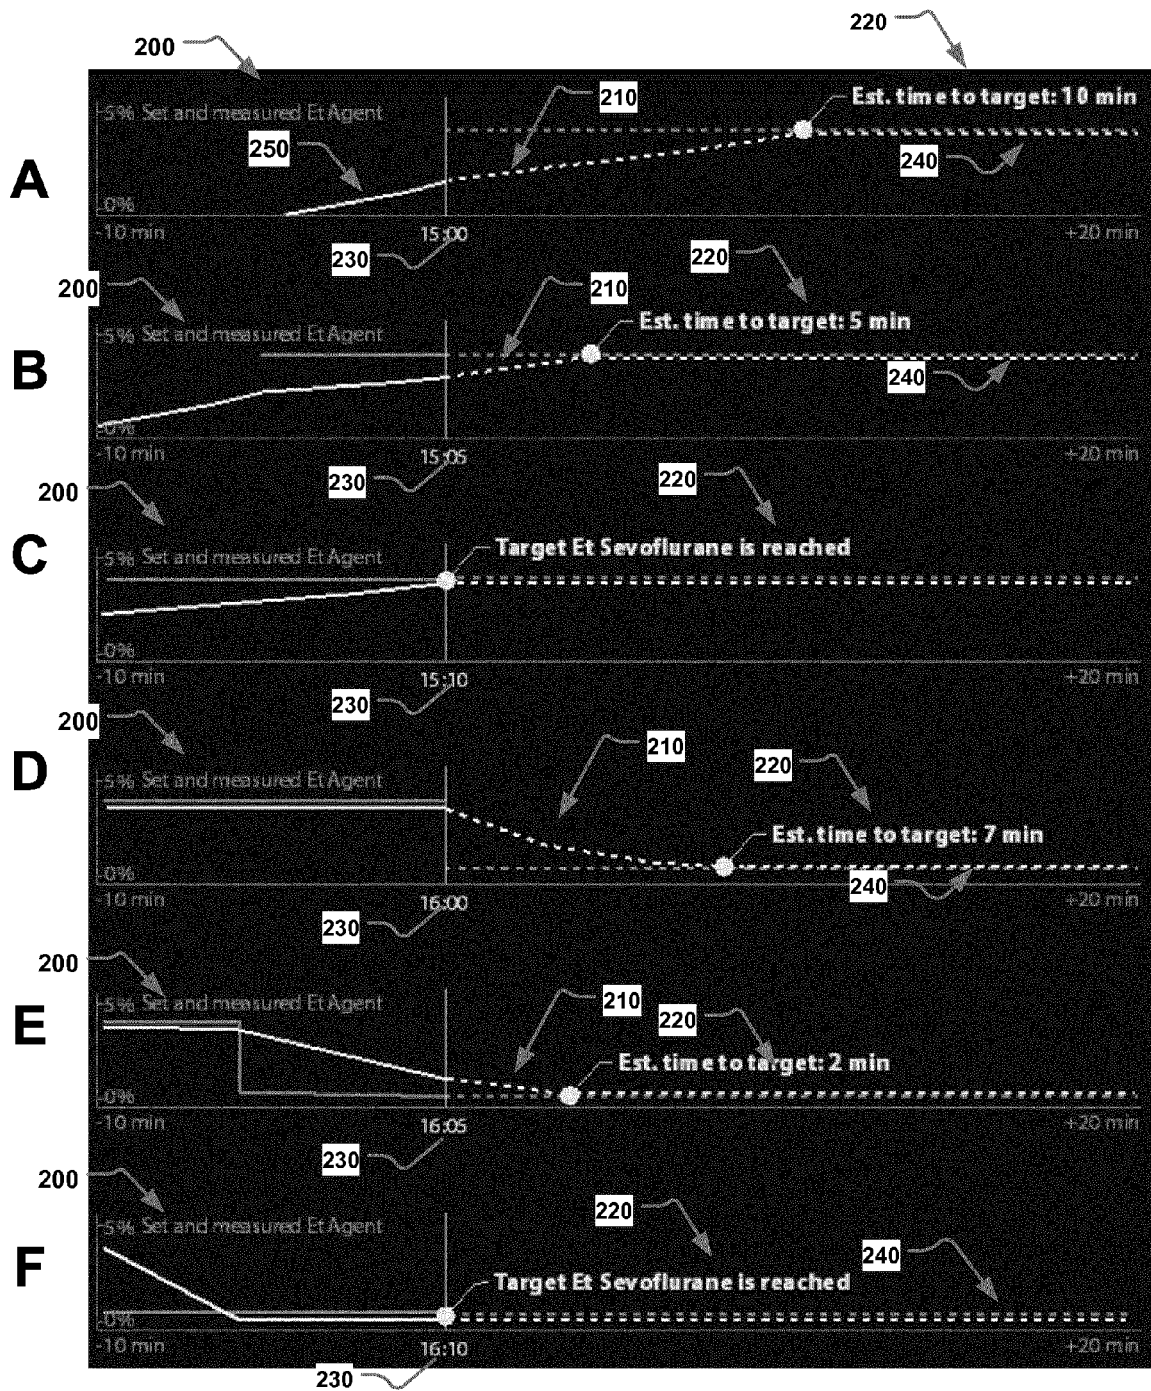 220
200
210
Est. time to target: 10 min
-5% Set and measured Et Agent
250
240
A
-0%
-10 min
15:00
+20 min
230
220
200
210
Est. time to target: 5 min
-5% Set and measured Et Agent
B
240
-0%
-10 min
15:05
+20 min
230
220
200
Target Et Sevoflurane is reached
-5% Set and measured Et Agent
C
-0%
-10 min
15:10
+20 min
230
200
210
220
D
-5% Set and measured Et Agent
Est. time to target: 7 min
-0%
240
-10 min
16:00
+20 min
230
200
210
220
-5% Set and measured Et Agent
E
Est. time to target: 2 min
-0%
-10 min
16:05
+20 min
230
200
220
-5% Set and measured Et Agent
240
F
Target Et Sevoflurane is reached
-0%
-10 min
16:10
+20 min
230